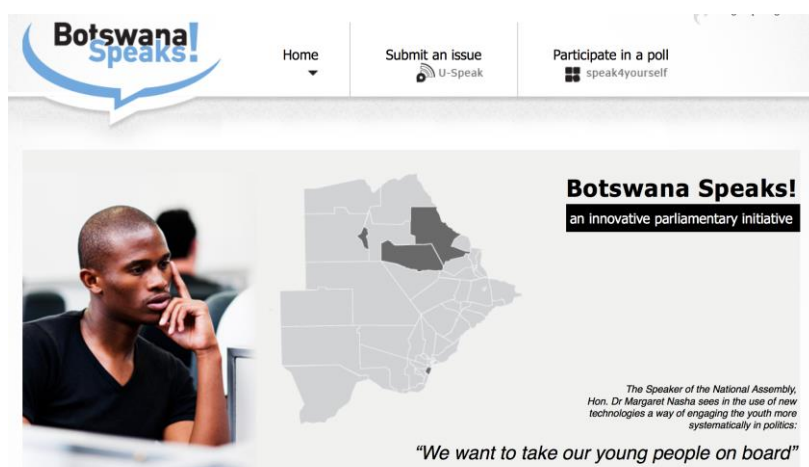 Botswana
Speaks!
Home
Submit an issue
U-Speak
Participate in a poll
speak4yourself
Botswana Speaks!
an innovative parliamentary initiative
The Speaker of the National Assembly,
Hon. Dr Margaret Nasha sees in the use of new
technologies a way of engaging the youth more
systematically in politics:
“We want to take our young people on board”